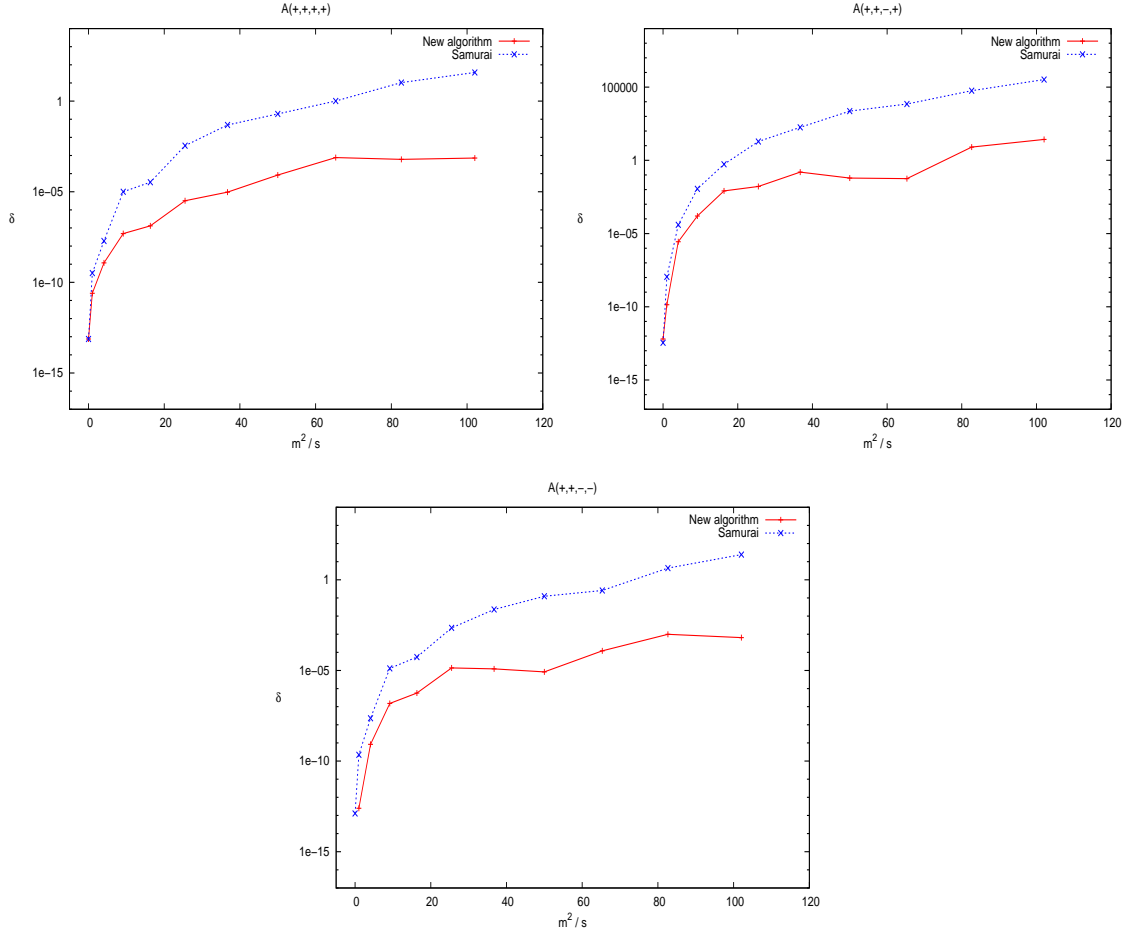 A(+,+,+,+)
New algorithm
Samurai
1
1e−05
1e−10
1e−15
δ
0 20 40 60 80 100 120
m² / s
A(+,+,−,+)
New algorithm
Samurai
100000
1
1e−05
1e−10
1e−15
δ
0 20 40 60 80 100 120
m² / s
A(+,+,−,−)
New algorithm
Samurai
1
1e−05
1e−10
1e−15
δ
0 20 40 60 80 100 120
m² / s